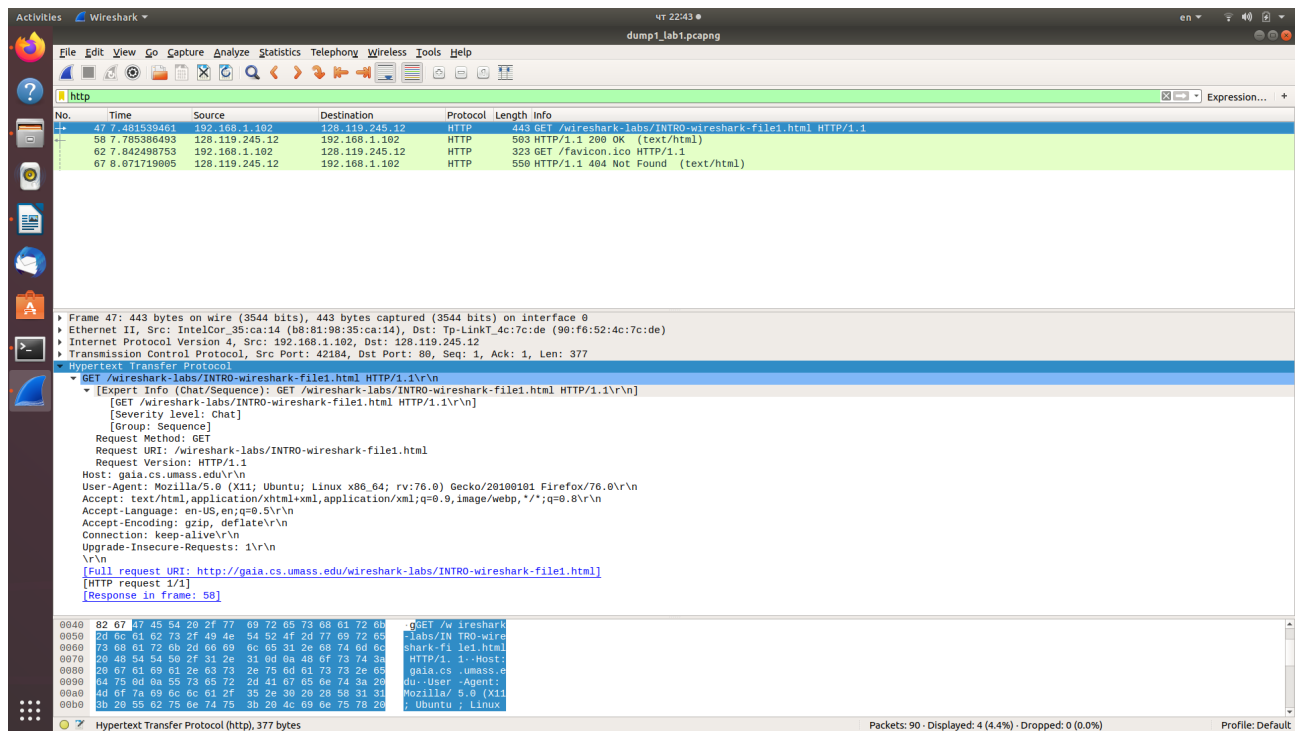 Activities Wireshark чт 22:43 en
dump1_lab1.pcapng
File Edit View Go Capture Analyze Statistics Telephony Wireless Tools Help
http Expression... +
No. Time Source Destination Protocol Length Info
47 7.481539461 192.168.1.102 128.119.245.12 HTTP 443 GET /wireshark-labs/INTRO-wireshark-file1.html HTTP/1.1
58 7.785386493 128.119.245.12 192.168.1.102 HTTP 503 HTTP/1.1 200 OK (text/html)
62 7.842498753 192.168.1.102 128.119.245.12 HTTP 323 GET /favicon.ico HTTP/1.1
67 8.071719005 128.119.245.12 192.168.1.102 HTTP 550 HTTP/1.1 404 Not Found (text/html)
Frame 47: 443 bytes on wire (3544 bits), 443 bytes captured (3544 bits) on interface 0
Ethernet II, Src: IntelCor_35:ca:14 (b8:81:98:35:ca:14), Dst: Tp-LinkT_4c:7c:de (90:f6:52:4c:7c:de)
Internet Protocol Version 4, Src: 192.168.1.102, Dst: 128.119.245.12
Transmission Control Protocol, Src Port: 42184, Dst Port: 80, Seq: 1, Ack: 1, Len: 377
Hypertext Transfer Protocol
GET /wireshark-labs/INTRO-wireshark-file1.html HTTP/1.1\r\n
[Expert Info (Chat/Sequence): GET /wireshark-labs/INTRO-wireshark-file1.html HTTP/1.1\r\n]
[GET /wireshark-labs/INTRO-wireshark-file1.html HTTP/1.1\r\n]
[Severity level: Chat]
[Group: Sequence]
Request Method: GET
Request URI: /wireshark-labs/INTRO-wireshark-file1.html
Request Version: HTTP/1.1
Host: gaia.cs.umass.edu\r\n
User-Agent: Mozilla/5.0 (X11; Ubuntu; Linux x86_64; rv:76.0) Gecko/20100101 Firefox/76.0\r\n
Accept: text/html,application/xhtml+xml,application/xml;q=0.9,image/webp,*/*;q=0.8\r\n
Accept-Language: en-US,en;q=0.5\r\n
Accept-Encoding: gzip, deflate\r\n
Connection: keep-alive\r\n
Upgrade-Insecure-Requests: 1\r\n
\r\n
[Full request URI: http://gaia.cs.umass.edu/wireshark-labs/INTRO-wireshark-file1.html]
[HTTP request 1/1]
[Response in frame: 58]
0040 82 67 47 45 54 20 2f 77 69 72 65 73 68 61 72 6b ·gGET /w ireshark
0050 2d 6c 61 62 73 2f 49 4e 54 52 4f 2d 77 69 72 65 -labs/IN TRO-wire
0060 73 68 61 72 6b 2d 66 69 6c 65 31 2e 68 74 6d 6c shark-fi le1.html
0070 20 48 54 54 50 2f 31 2e 31 0d 0a 48 6f 73 74 3a HTTP/1. 1··Host:
0080 20 67 61 69 61 2e 63 73 2e 75 6d 61 73 73 2e 65 gaia.cs .umass.e
0090 64 75 0d 0a 55 73 65 72 2d 41 67 65 6e 74 3a 20 du··User -Agent:
00a0 4d 6f 7a 69 6c 6c 61 2f 35 2e 30 20 28 58 31 31 Mozilla/ 5.0 (X11
00b0 3b 20 55 62 75 6e 74 75 3b 20 4c 69 6e 75 78 20 ; Ubuntu ; Linux
Hypertext Transfer Protocol (http), 377 bytes Packets: 90 · Displayed: 4 (4.4%) · Dropped: 0 (0.0%) Profile: Default